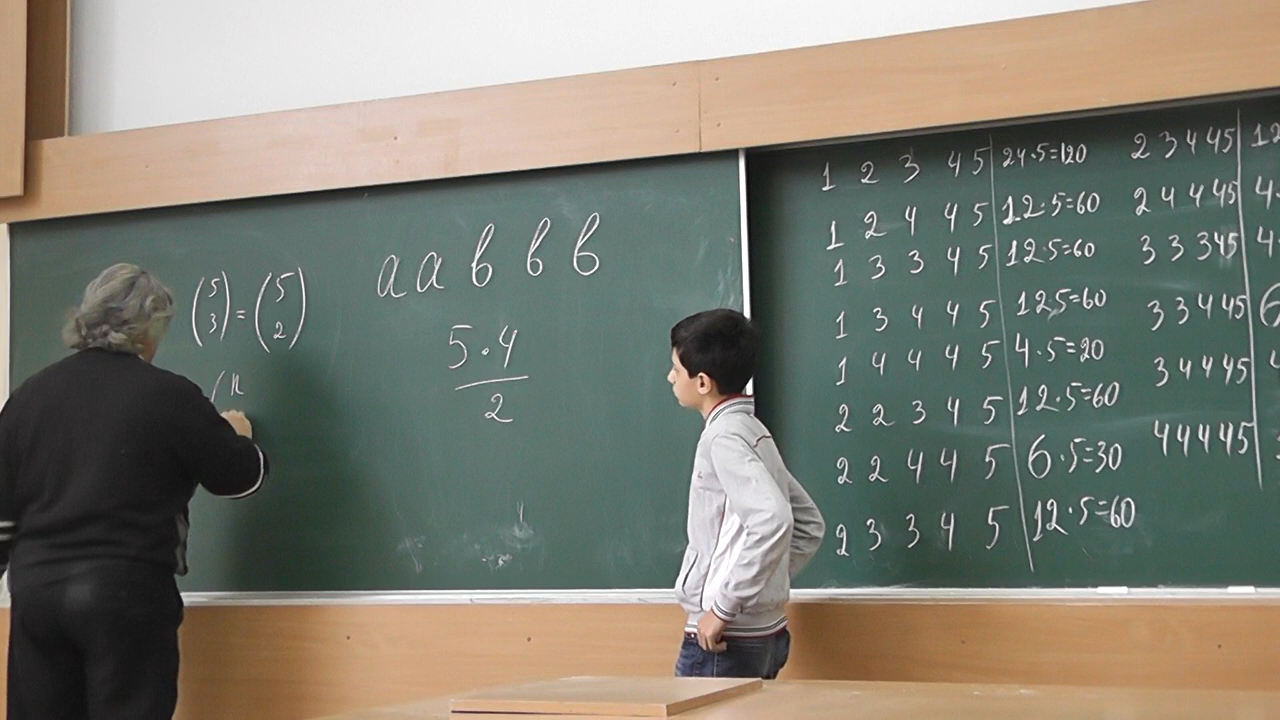 (5 3) = (5 2)
(n
а а в в в
5·4
2
1 2 3 4 5 24·5=120
1 2 4 4 5 12·5=60
1 3 3 4 5 12·5=60
1 3 4 4 5 12·5=60
1 4 4 4 5 4·5=20
2 2 3 4 5 12·5=60
2 2 4 4 5 6·5=30
2 3 3 4 5 12·5=60
2 3 4 4 5 12
2 4 4 4 5 4·
3 3 3 4 5 4·
3 3 4 4 5 6
3 4 4 4 5
4 4 4 4 5